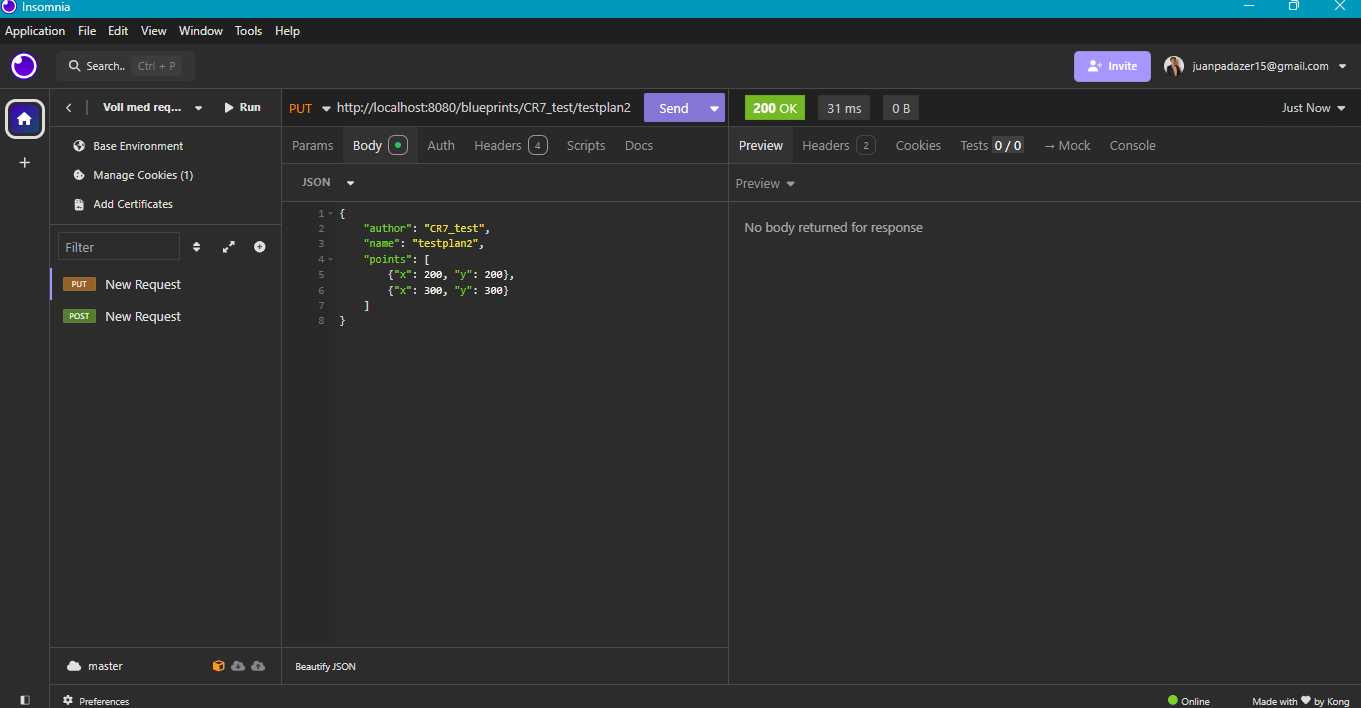 Insomnia
Application File Edit View Window Tools Help
Search.. Ctrl + P
Invite
juanpadazer15@gmail.com
Voll med req...
Run
PUT http://localhost:8080/blueprints/CR7_test/testplan2 Send
200 OK 31 ms 0 B
Just Now
Base Environment
Manage Cookies (1)
Add Certificates
Filter
PUT New Request
POST New Request
Params Body Auth Headers 4 Scripts Docs
JSON
1 {
2 "author": "CR7_test",
3 "name": "testplan2",
4 "points": [
5 {"x": 200, "y": 200},
6 {"x": 300, "y": 300}
7 ]
8 }
Preview Headers 2 Cookies Tests 0 / 0 → Mock Console
Preview
No body returned for response
master
Beautify JSON
Preferences
Online
Made with ♥ by Kong